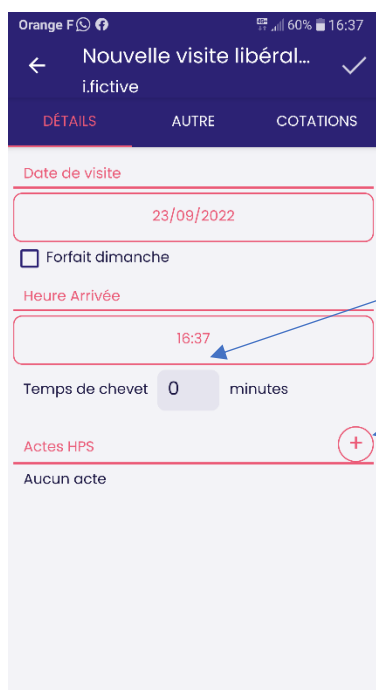 Orange F 60% 16:37
Nouvelle visite libéral...
i.fictive
DÉTAILS AUTRE COTATIONS
Date de visite
23/09/2022
Forfait dimanche
Heure Arrivée
16:37
Temps de chevet 0 minutes
Actes HPS +
Aucun acte